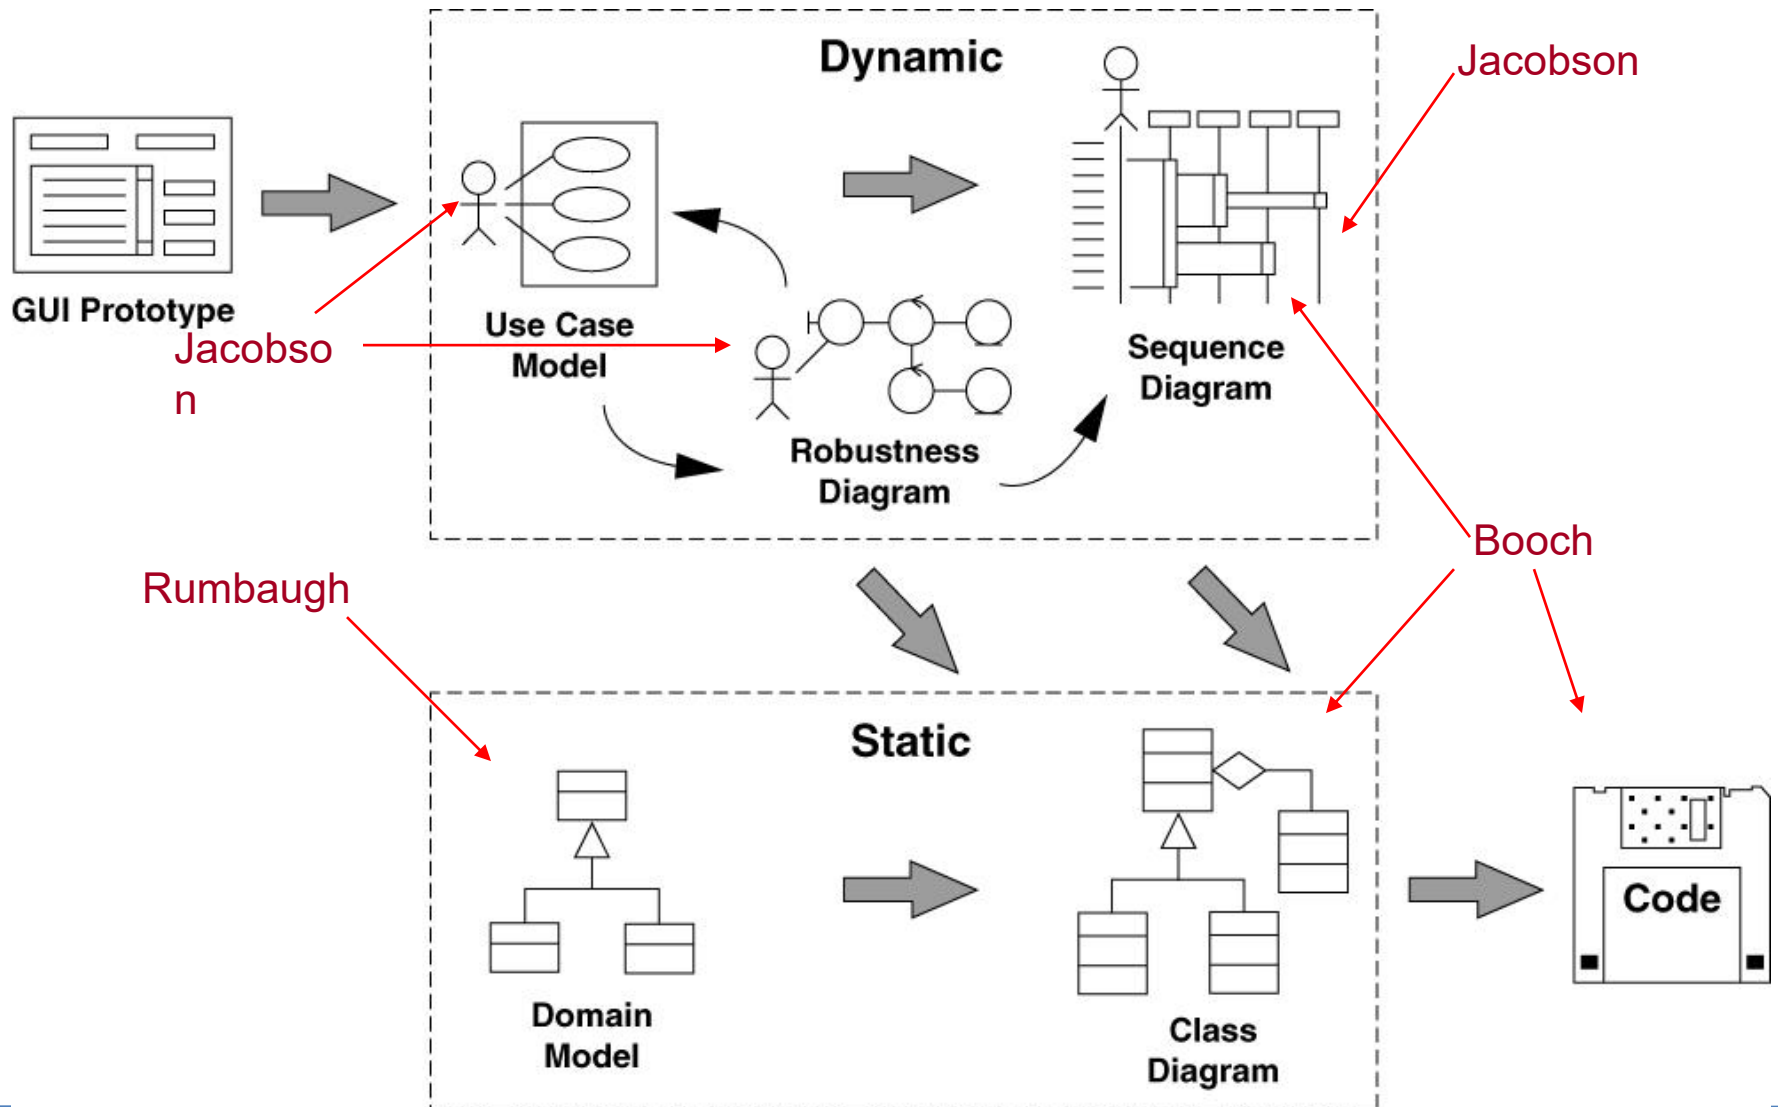 Dynamic
Jacobson
GUI Prototype
Jacobso
n
Use Case
Model
Sequence
Diagram
Robustness
Diagram
Booch
Rumbaugh
Static
Code
Domain
Model
Class
Diagram